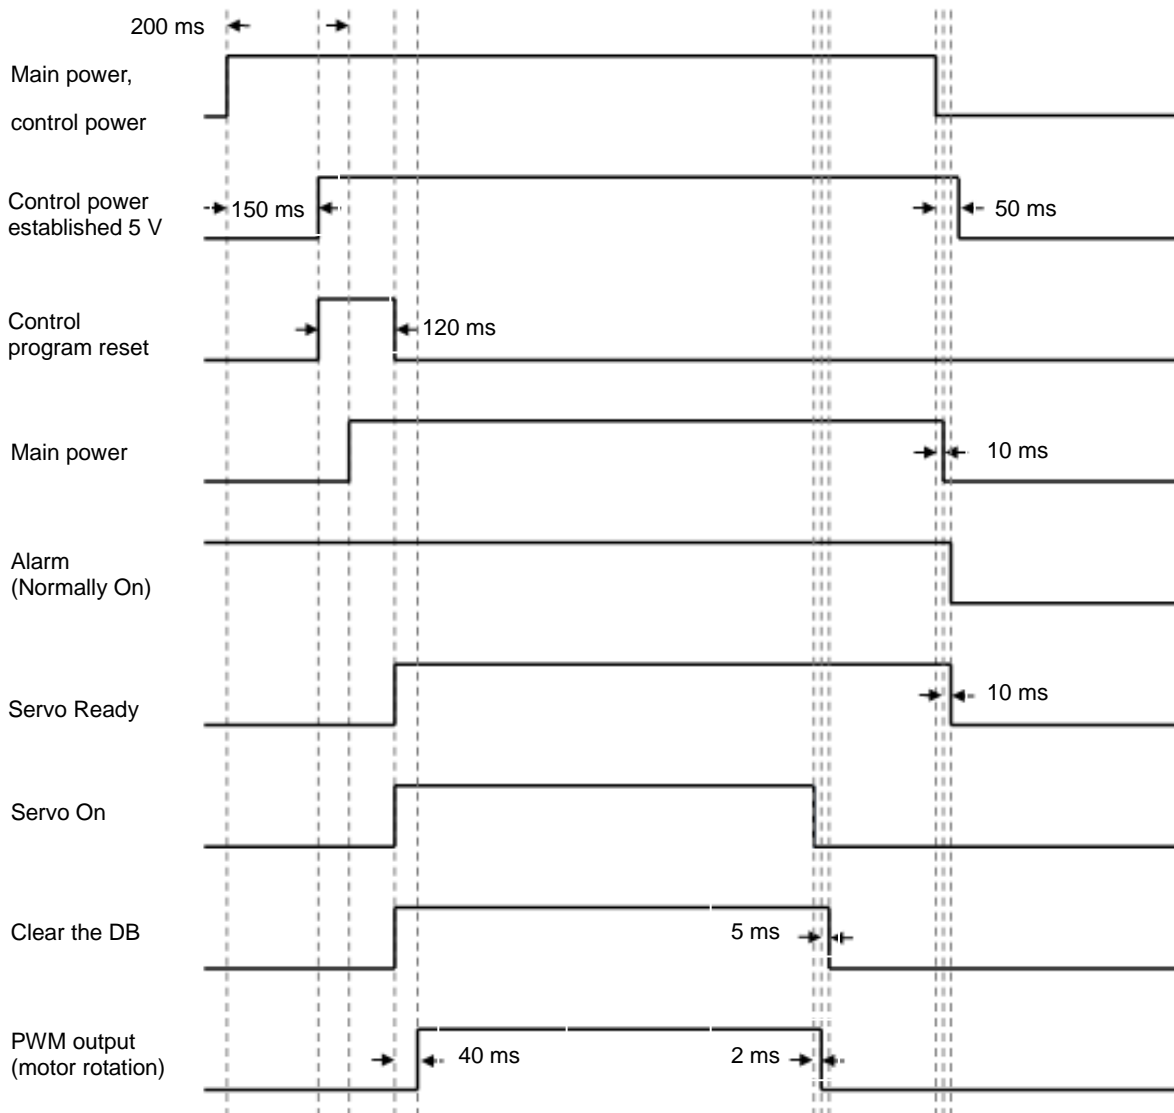 200 ms
Main power,
control power
Control power
established 5 V
150 ms
50 ms
Control
program reset
120 ms
Main power
10 ms
Alarm
(Normally On)
Servo Ready
10 ms
Servo On
Clear the DB
5 ms
PWM output
(motor rotation)
40 ms
2 ms